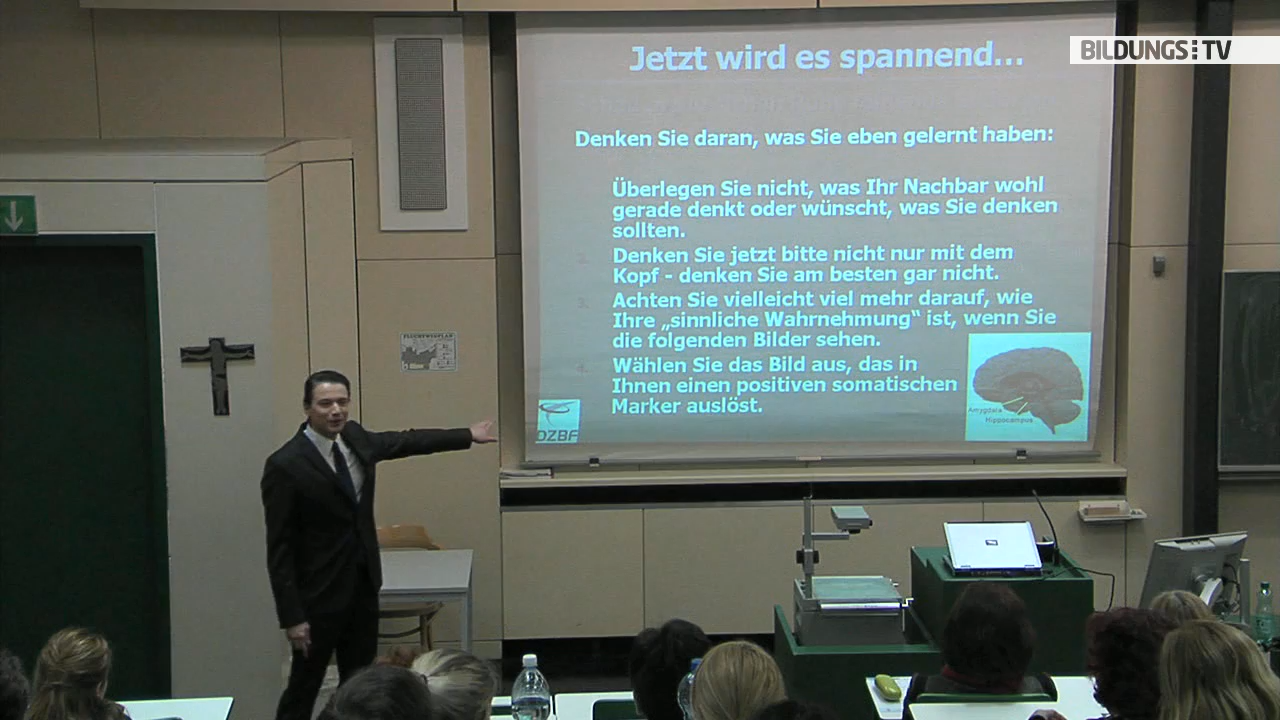 BILDUNGS TV
Jetzt wird es spannend...
Denken Sie daran, was Sie eben gelernt haben:
Überlegen Sie nicht, was Ihr Nachbar wohl
gerade denkt oder wünscht, was Sie denken
sollten.
Denken Sie jetzt bitte nicht nur mit dem
Kopf - denken Sie am besten gar nicht.
3. Achten Sie vielleicht viel mehr darauf, wie
Ihre „sinnliche Wahrnehmung“ ist, wenn Sie
die folgenden Bilder sehen.
4. Wählen Sie das Bild aus, das in
Ihnen einen positiven somatischen
Marker auslöst.
Amygdala
Hippocampus
DZBF
FLUCHTWEGPLAN